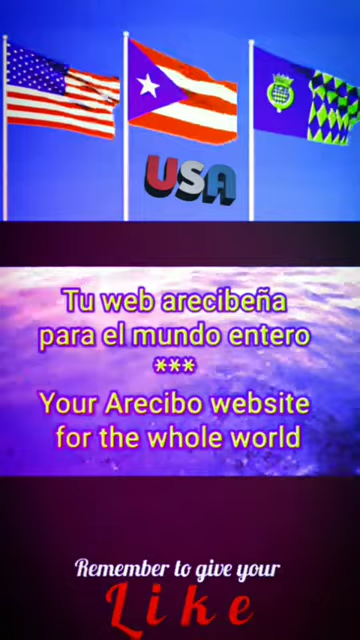 USA
Tu web arecibeña
para el mundo entero
***
Your Arecibo website
for the whole world
Remember to give your
Like